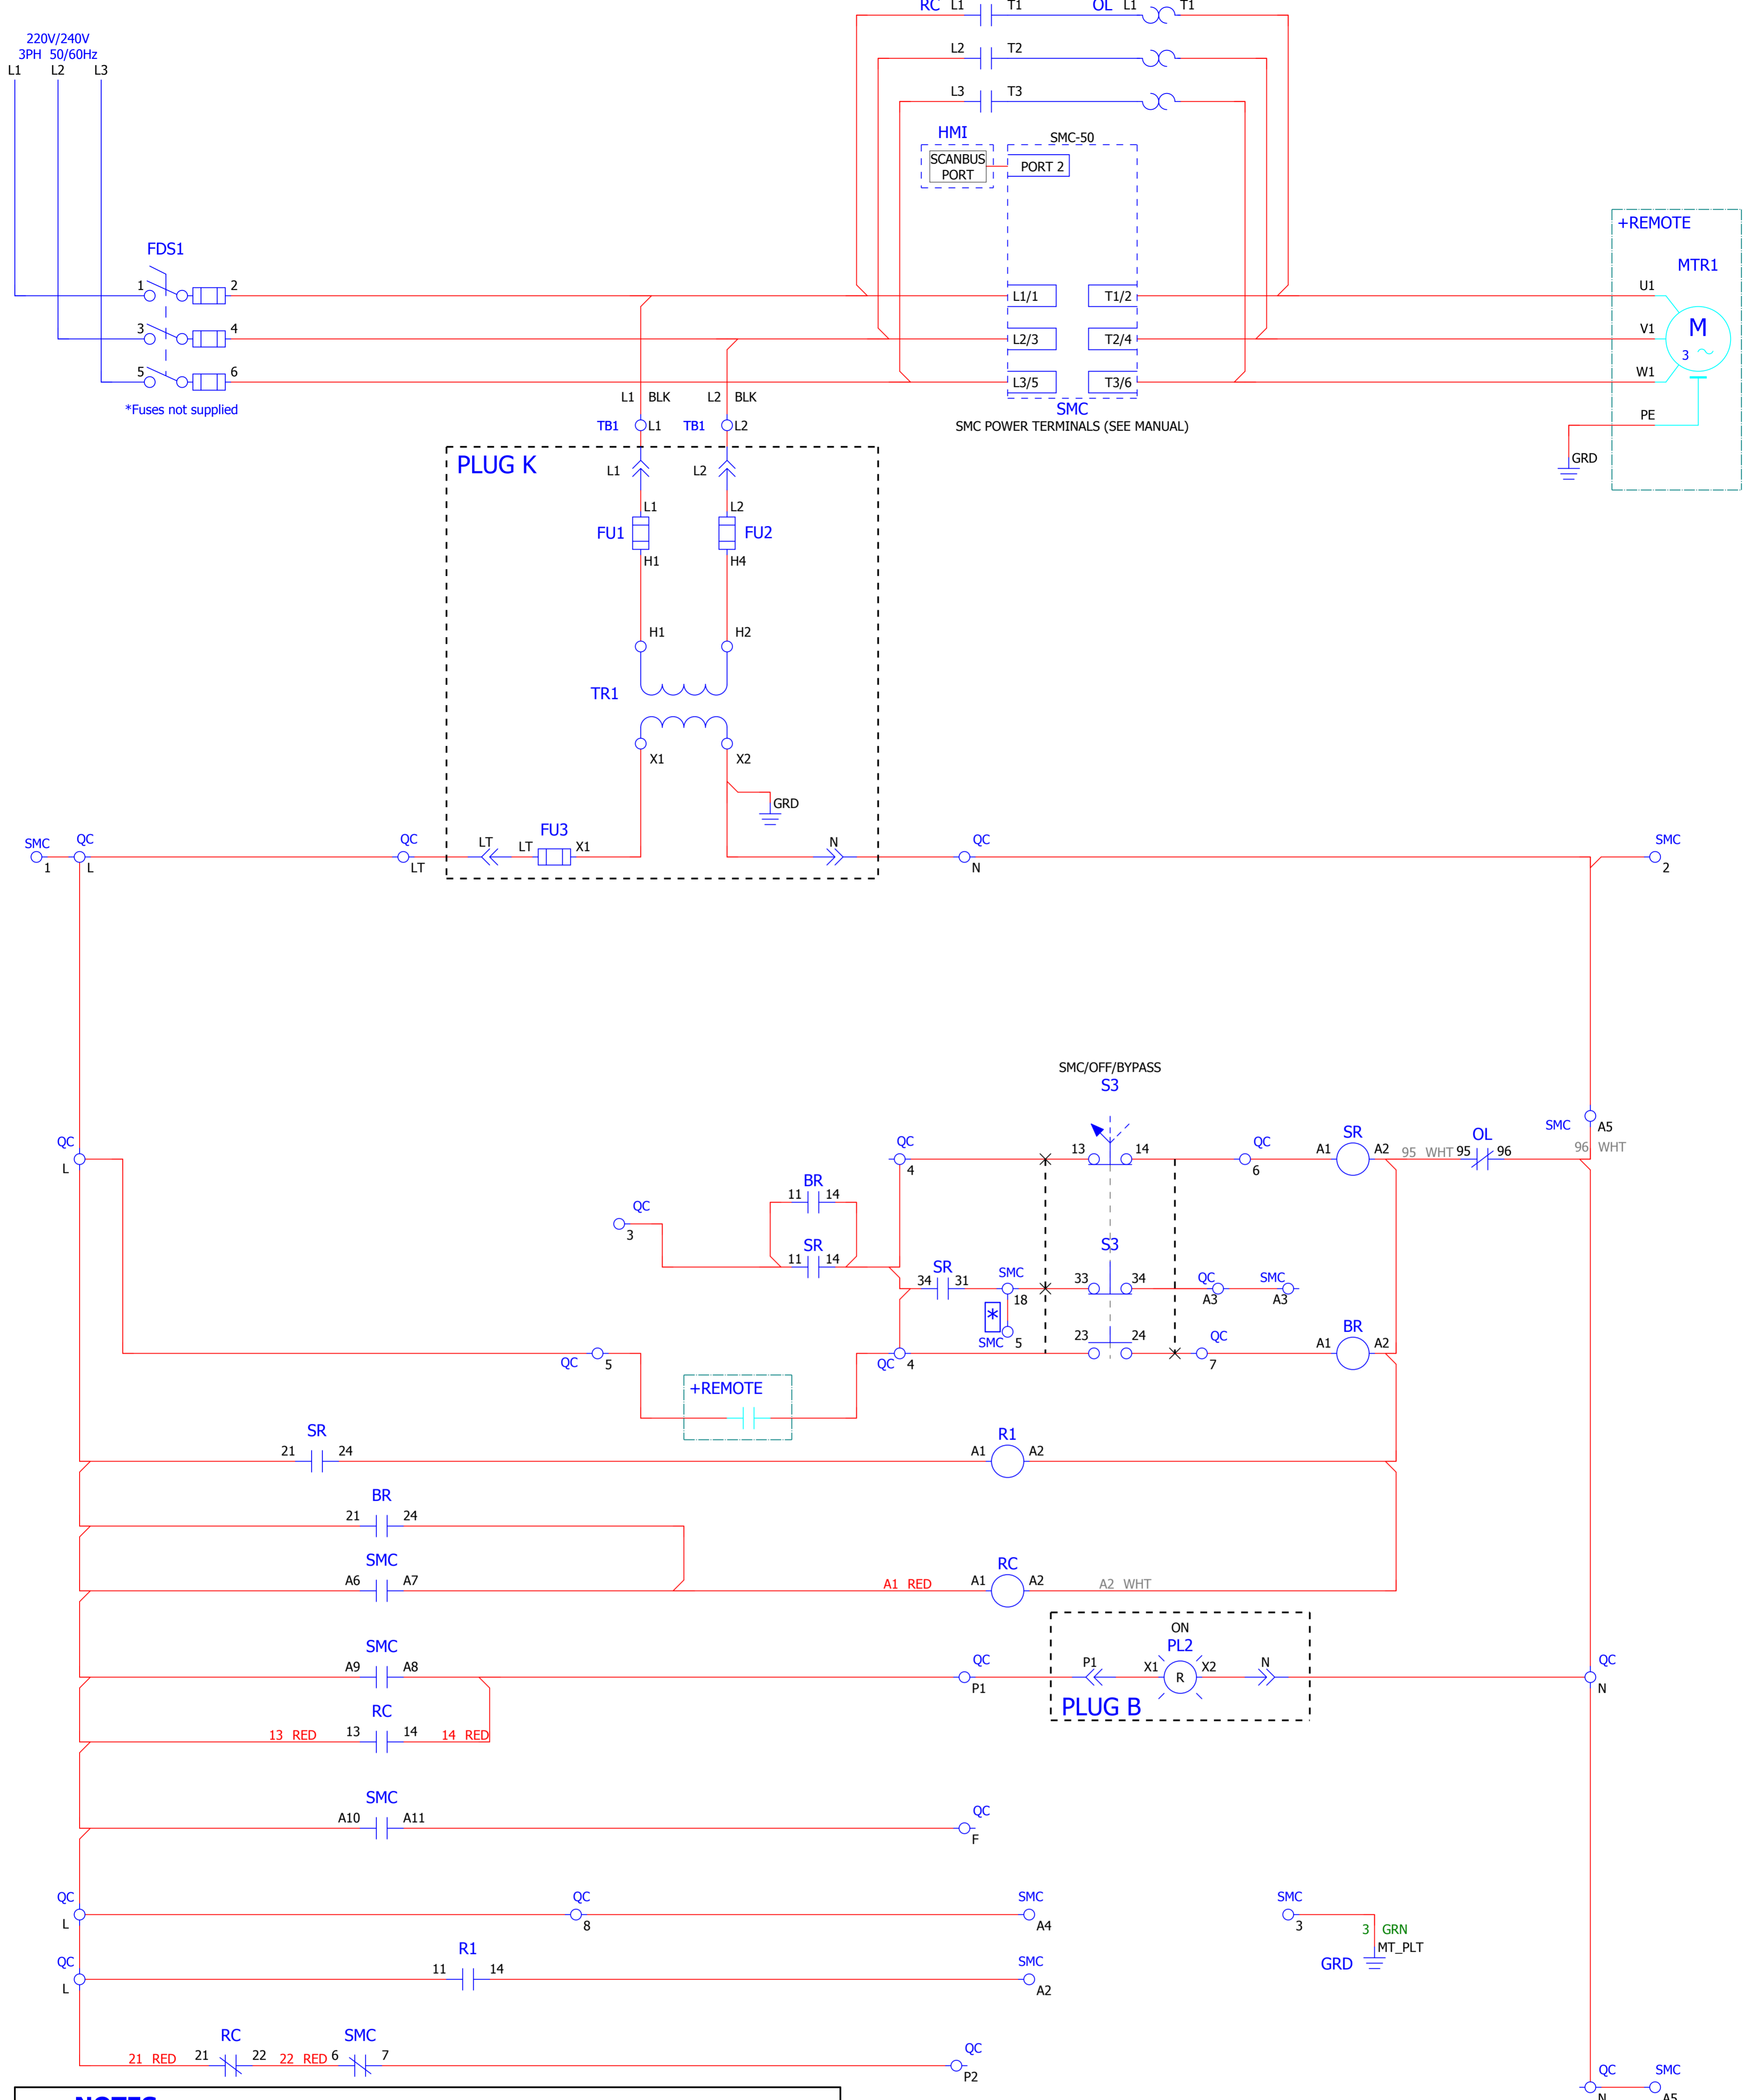 RC L1 T1 OL L1 T1
220V/240V
3PH 50/60Hz
L1 L2 L3
L2 T2
L3 T3
HMI
SMC-50
SCANBUS
PORT
PORT 2
+REMOTE
MTR1
FDS1
1 2
L1/1 T1/2
U1
3 4
L2/3 T2/4
V1
M
3
5 6
L3/5 T3/6
W1
*Fuses not supplied
L1 BLK L2 BLK
SMC
SMC POWER TERMINALS (SEE MANUAL)
PE
GRD
TB1 L1 TB1 L2
PLUG K
L1 L2
L1 L2
FU1 FU2
H1 H4
H1 H2
TR1
X1 X2
GRD
SMC QC QC FU3 QC SMC
1 L LT LT LT X1 N N 2
SMC/OFF/BYPASS
S3
QC QC 13 14 QC SR OL SMC A5
L 4 6 A1 A2 95 WHT 95 96 96 WHT
BR
11 14
QC
3
SR
11 14
S3
SR
34 31 SMC 33 34 QC SMC
18 A3 A3
*
SMC 5
23 24 QC BR
QC 5 QC 4 7 A1 A2
+REMOTE
SR R1
21 24 A1 A2
BR
21 24
SMC RC
A6 A7 A1 RED A1 A2 A2 WHT
ON
SMC PL2
A9 A8 QC P1 X1 X2 N QC
P1 R N
PLUG B
RC
13 RED 13 14 14 RED
SMC
A10 A11 QC
F
QC QC SMC SMC
L 8 A4 3
3 GRN
MT_PLT
GRD
QC R1 SMC
L 11 14 A2
RC SMC
21 RED 21 22 22 RED 6 7 QC
P2
QC SMC
N A5
NOTES